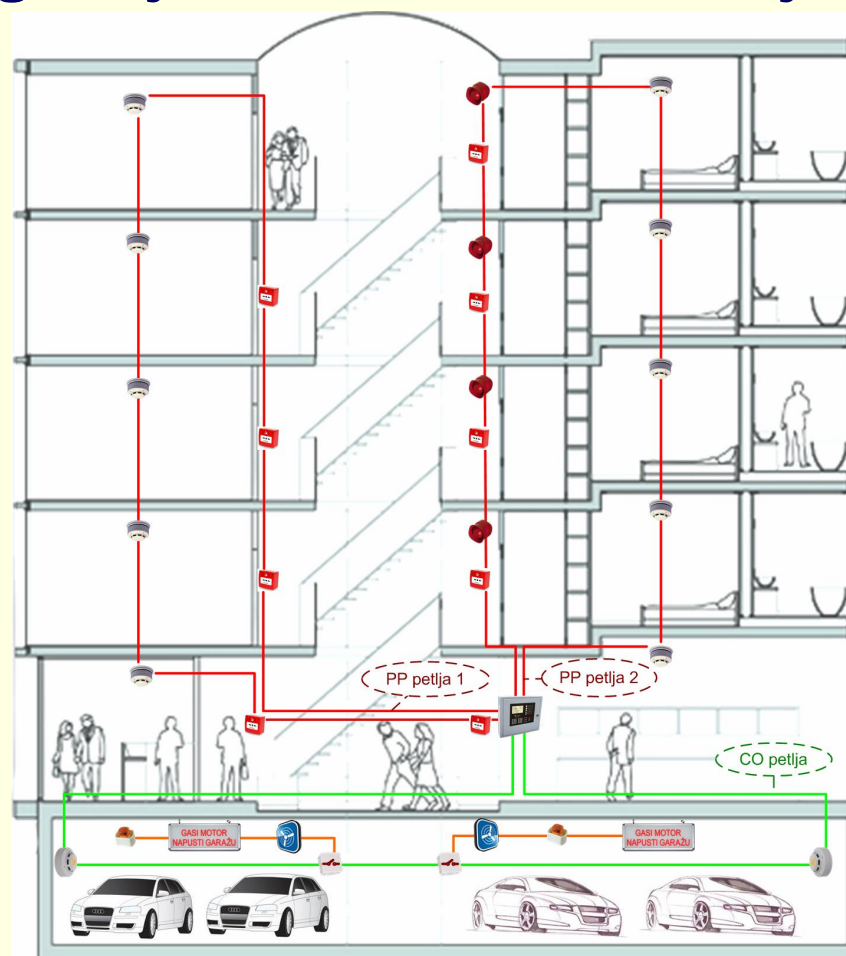 PP petlja 1
PP petlja 2
CO petlja
GASI MOTOR
NAPUSTI GARAŽU
GASI MOTOR
NAPUSTI GARAŽU